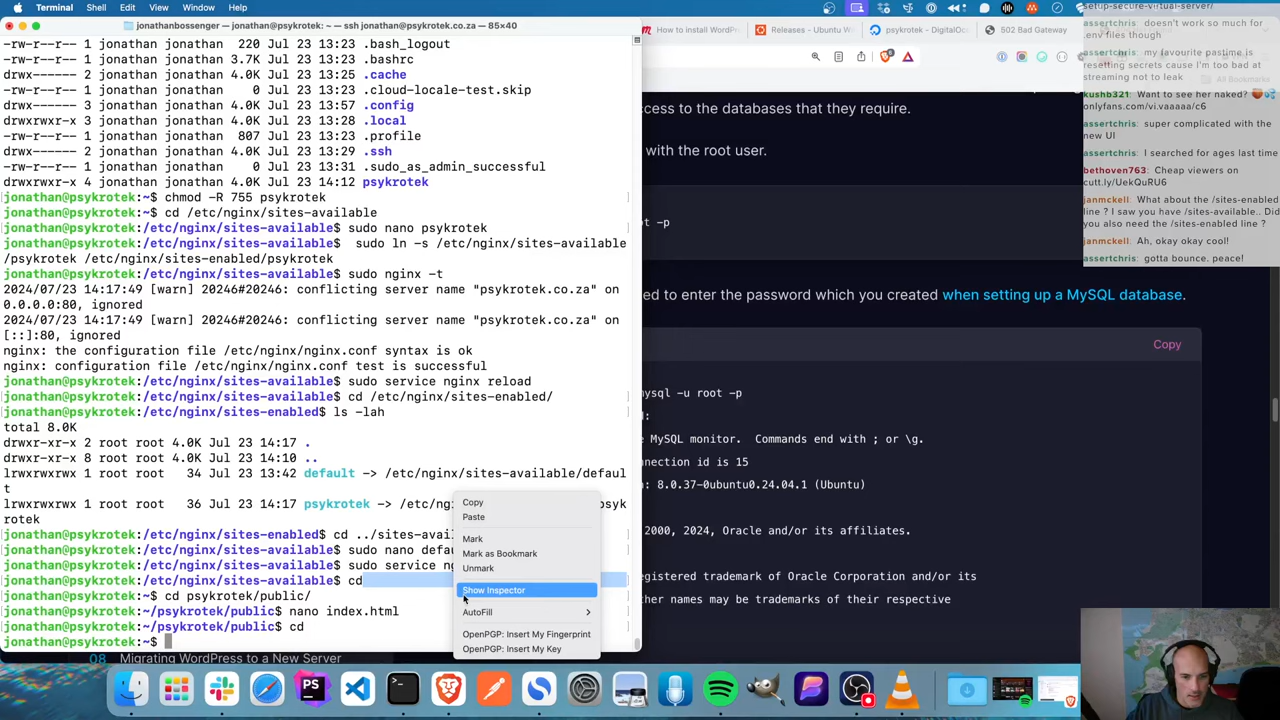 Terminal Shell Edit View Window Help
jonathanbossenger — jonathan@psykrotek: ~ — ssh jonathan@psykrotek.co.za — 85×40
-rw-r--r-- 1 jonathan jonathan 220 Jul 23 13:23 .bash_logout
-rw-r--r-- 1 jonathan jonathan 3.7K Jul 23 13:23 .bashrc
drwx------ 2 jonathan jonathan 4.0K Jul 23 13:25 .cache
-rw-r--r-- 1 jonathan jonathan 0 Jul 23 13:23 .cloud-locale-test.skip
drwx------ 3 jonathan jonathan 4.0K Jul 23 13:57 .config
drwxrwxr-x 3 jonathan jonathan 4.0K Jul 23 13:28 .local
-rw-r--r-- 1 jonathan jonathan 807 Jul 23 13:23 .profile
drwx------ 2 jonathan jonathan 4.0K Jul 23 13:29 .ssh
-rw-r--r-- 1 jonathan jonathan 0 Jul 23 13:31 .sudo_as_admin_successful
drwxrwxr-x 4 jonathan jonathan 4.0K Jul 23 14:12 psykrotek
jonathan@psykrotek:~$ chmod -R 755 psykrotek
jonathan@psykrotek:~$ cd /etc/nginx/sites-available
jonathan@psykrotek:/etc/nginx/sites-available$ sudo nano psykrotek
jonathan@psykrotek:/etc/nginx/sites-available$ sudo ln -s /etc/nginx/sites-available
/psykrotek /etc/nginx/sites-enabled/psykrotek
jonathan@psykrotek:/etc/nginx/sites-available$ sudo nginx -t
2024/07/23 14:17:49 [warn] 20246#20246: conflicting server name "psykrotek.co.za" on
0.0.0.0:80, ignored
2024/07/23 14:17:49 [warn] 20246#20246: conflicting server name "psykrotek.co.za" on
[::]:80, ignored
nginx: the configuration file /etc/nginx/nginx.conf syntax is ok
nginx: configuration file /etc/nginx/nginx.conf test is successful
jonathan@psykrotek:/etc/nginx/sites-available$ sudo service nginx reload
jonathan@psykrotek:/etc/nginx/sites-available$ cd /etc/nginx/sites-enabled/
jonathan@psykrotek:/etc/nginx/sites-enabled$ ls -lah
total 8.0K
drwxr-xr-x 2 root root 4.0K Jul 23 14:17 .
drwxr-xr-x 8 root root 4.0K Jul 23 14:10 ..
lrwxrwxrwx 1 root root 34 Jul 23 13:42 default -> /etc/nginx/sites-available/defaul
t
lrwxrwxrwx 1 root root 36 Jul 23 14:17 psykrotek -> /etc/ng psyk
rotek
jonathan@psykrotek:/etc/nginx/sites-enabled$ cd ../sites-avai
jonathan@psykrotek:/etc/nginx/sites-available$ sudo nano defau
jonathan@psykrotek:/etc/nginx/sites-available$ sudo service ng
jonathan@psykrotek:/etc/nginx/sites-available$ cd
jonathan@psykrotek:~$ cd psykrotek/public/
jonathan@psykrotek:~/psykrotek/public$ nano index.html
jonathan@psykrotek:~/psykrotek/public$ cd
jonathan@psykrotek:~$
Copy
Paste
Mark
Mark as Bookmark
Unmark
Show Inspector
AutoFill
OpenPGP: Insert My Fingerprint
OpenPGP: Insert My Key
How to install WordPr
Releases - Ubuntu W
psykrotek - DigitalOc
502 Bad Gateway
ccess to the databases that they require.
with the root user.
ot -p
ed to enter the password which you created when setting up a MySQL database.
Copy
mysql -u root -p
d:
e MySQL monitor. Commands end with ; or \g.
nnection id is 15
n: 8.0.37-0ubuntu0.24.04.1 (Ubuntu)
2000, 2024, Oracle and/or its affiliates.
egistered trademark of Oracle Corporation and/or its
ther names may be trademarks of their respective
08 Migrating WordPress to a New Server
setup-secure-virtual-server/
assertchris: doesn't work so much for
.env files though
assertchris: my favourite pastime is
resetting secrets cause I'm too bad at
streaming not to leak
All Bookmarks
kushb321: Want to see her naked? 🍑💦
onlyfans.com/vi.vaaaaa/c6
assertchris: super complicated with the
new UI
assertchris: I searched for ages last time
bethoven763: Cheap viewers on
cutt.ly/UekQuRU6
janmckell: What about the /sites-enabled
line ? I saw you have /sites-available.. Did
you also need the /sites-enabled line ?
janmckell: Ah, okay okay cool!
assertchris: gotta bounce. peace!